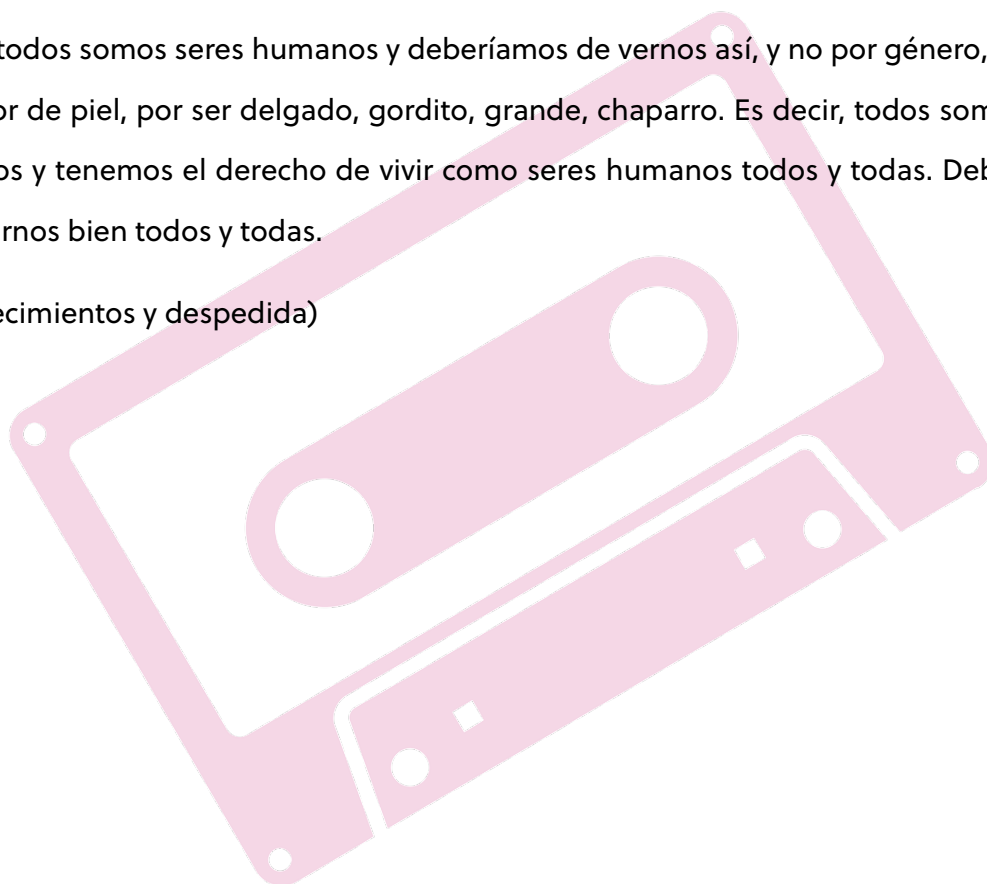 todos somos seres humanos y deberíamos de vernos así, y no por género,
or de piel, por ser delgado, gordito, grande, chaparro. Es decir, todos som
os y tenemos el derecho de vivir como seres humanos todos y todas. Deb
rnos bien todos y todas.
ecimientos y despedida)